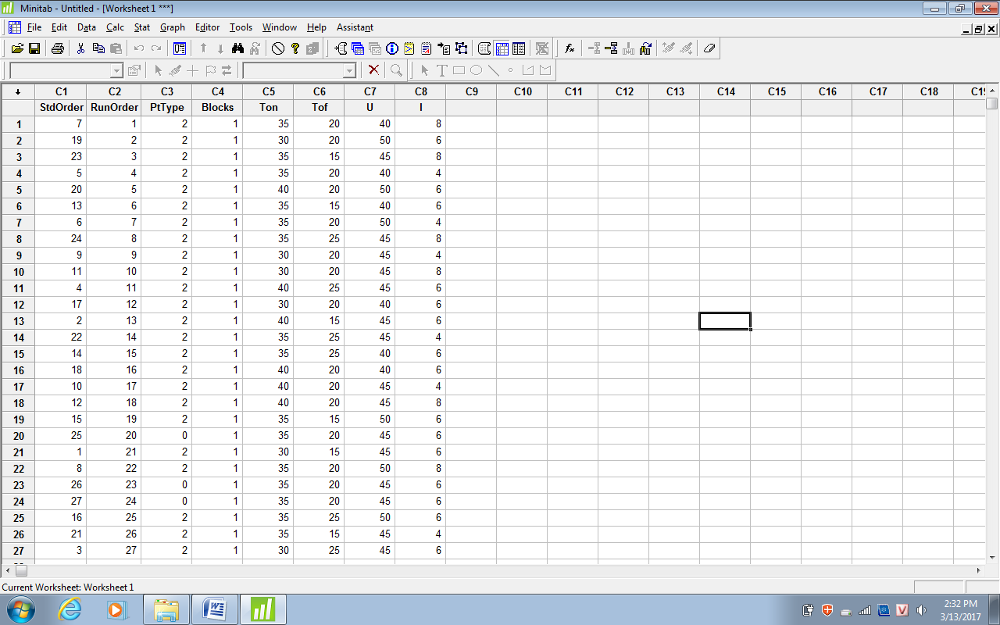 Minitab - Untitled - [Worksheet 1 ***]
File Edit Data Calc Stat Graph Editor Tools Window Help Assistant
C1 C2 C3 C4 C5 C6 C7 C8 C9 C10 C11 C12 C13 C14 C15 C16 C17 C18
StdOrder RunOrder PtType Blocks Ton Tof U I
1 7 1 2 1 35 20 40 8
2 19 2 2 1 30 20 50 6
3 23 3 2 1 35 15 45 8
4 5 4 2 1 35 20 40 4
5 20 5 2 1 40 20 50 6
6 13 6 2 1 35 15 40 6
7 6 7 2 1 35 20 50 4
8 24 8 2 1 35 25 45 8
9 9 9 2 1 30 20 45 4
10 11 10 2 1 30 20 45 8
11 4 11 2 1 40 25 45 6
12 17 12 2 1 30 20 40 6
13 2 13 2 1 40 15 45 6
14 22 14 2 1 35 25 45 4
15 14 15 2 1 35 25 40 6
16 18 16 2 1 40 20 40 6
17 10 17 2 1 40 20 45 4
18 12 18 2 1 40 20 45 8
19 15 19 2 1 35 15 50 6
20 25 20 0 1 35 20 45 6
21 1 21 2 1 30 15 45 6
22 8 22 2 1 35 20 50 8
23 26 23 0 1 35 20 45 6
24 27 24 0 1 35 20 45 6
25 16 25 2 1 35 25 50 6
26 21 26 2 1 35 15 45 4
27 3 27 2 1 30 25 45 6
Current Worksheet: Worksheet 1
2:32 PM
3/13/2017